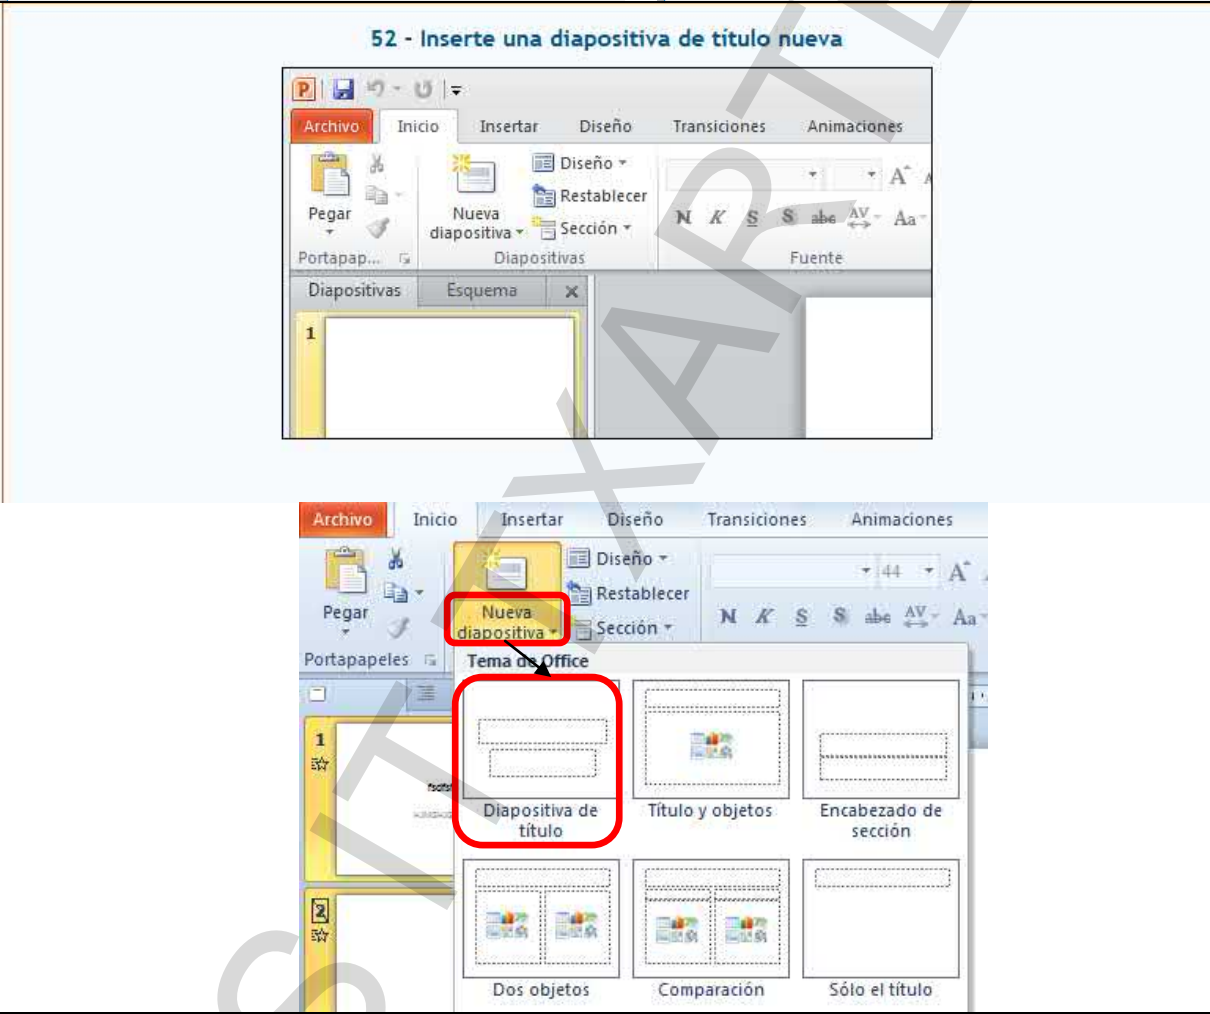 52 - Inserte una diapositiva de título nueva
P
Archivo Inicio Insertar Diseño Transiciones Animaciones
Diseño
Restablecer
Pegar Nueva diapositiva Sección
N K S S abc AV Aa
A
Portapap... Diapositivas Fuente
Diapositivas Esquema
1
Archivo Inicio Insertar Diseño Transiciones Animaciones
Diseño
44 A
Restablecer
Pegar Nueva diapositiva Sección
N K S S abc AV Aa
Portapapeles Tema de Office
1
Diapositiva de título
Título y objetos
Encabezado de sección
2
Dos objetos Comparación Sólo el título